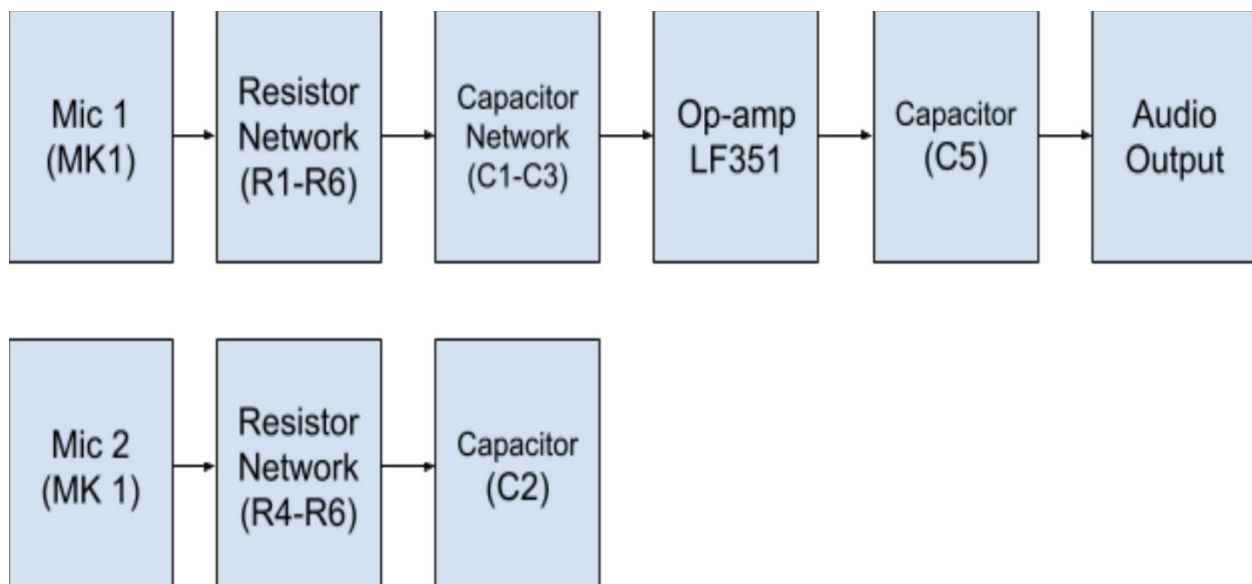 Mic 1
(MK1)
Resistor
Network
(R1-R6)
Capacitor
Network
(C1-C3)
Op-amp
LF351
Capacitor
(C5)
Audio
Output
Mic 2
(MK 1)
Resistor
Network
(R4-R6)
Capacitor
(C2)